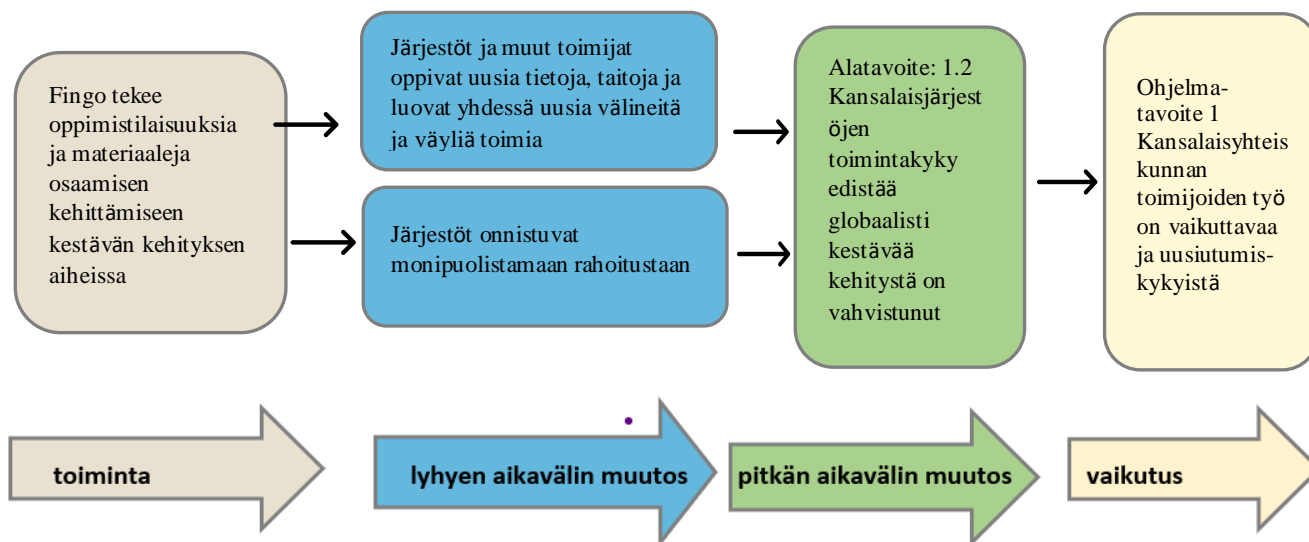 Fingo tekee
oppimistilaisuuksia
ja materiaaleja
osaamisen
kehittämiseen
kestävän kehityksen
aiheissa
Järjestöt ja muut toimijat
oppivat uusia tietoja, taitoja ja
luovat yhdessä uusia välineitä
ja väyliä toimia
Järjestöt onnistuvat
monipuolistamaan rahoitustaan
Alatavoite: 1.2
Kansalaisjärjest
öjen
toimintakyky
edistää
globaalisti
kestävää
kehitystä on
vahvistunut
Ohjelma-
tavoite 1
Kansalaisyhteis
kunnan
toimijoiden työ
on vaikuttavaa
ja uusiutumis-
kykyistä
toiminta
lyhyen aikavälin muutos
pitkän aikavälin muutos
vaikutus